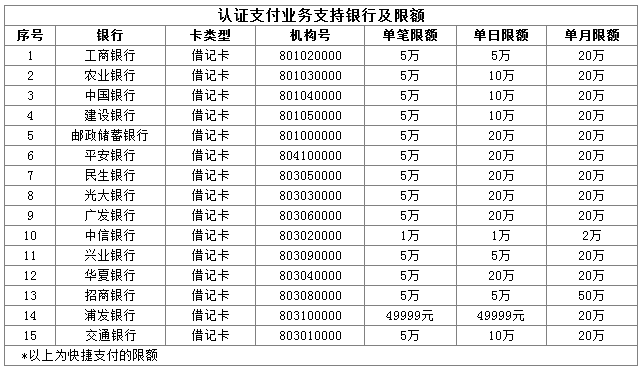 认证支付业务支持银行及限额
序号 银行 卡类型 机构号 单笔限额 单日限额 单月限额
1 工商银行 借记卡 801020000 5万 5万 20万
2 农业银行 借记卡 801030000 5万 10万 20万
3 中国银行 借记卡 801040000 5万 10万 20万
4 建设银行 借记卡 801050000 5万 10万 20万
5 邮政储蓄银行 借记卡 801000000 5万 20万 20万
6 平安银行 借记卡 804100000 5万 20万 20万
7 民生银行 借记卡 803050000 5万 20万 20万
8 光大银行 借记卡 803030000 5万 20万 20万
9 广发银行 借记卡 803060000 5万 20万 20万
10 中信银行 借记卡 803020000 1万 1万 2万
11 兴业银行 借记卡 803090000 5万 5万 20万
12 华夏银行 借记卡 803040000 5万 20万 20万
13 招商银行 借记卡 803080000 5万 5万 50万
14 浦发银行 借记卡 803100000 49999元 49999元 20万
15 交通银行 借记卡 803010000 5万 10万 20万
*以上为快捷支付的限额